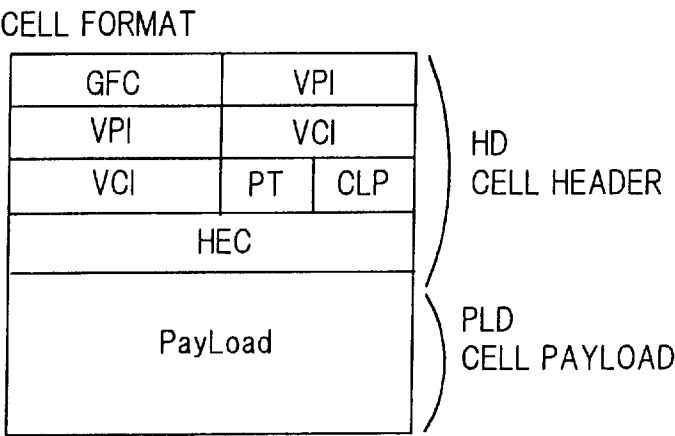 CELL FORMAT
GFC VPI
VPI VCI
VCI PT CLP
HEC
PayLoad
HD
CELL HEADER
PLD
CELL PAYLOAD